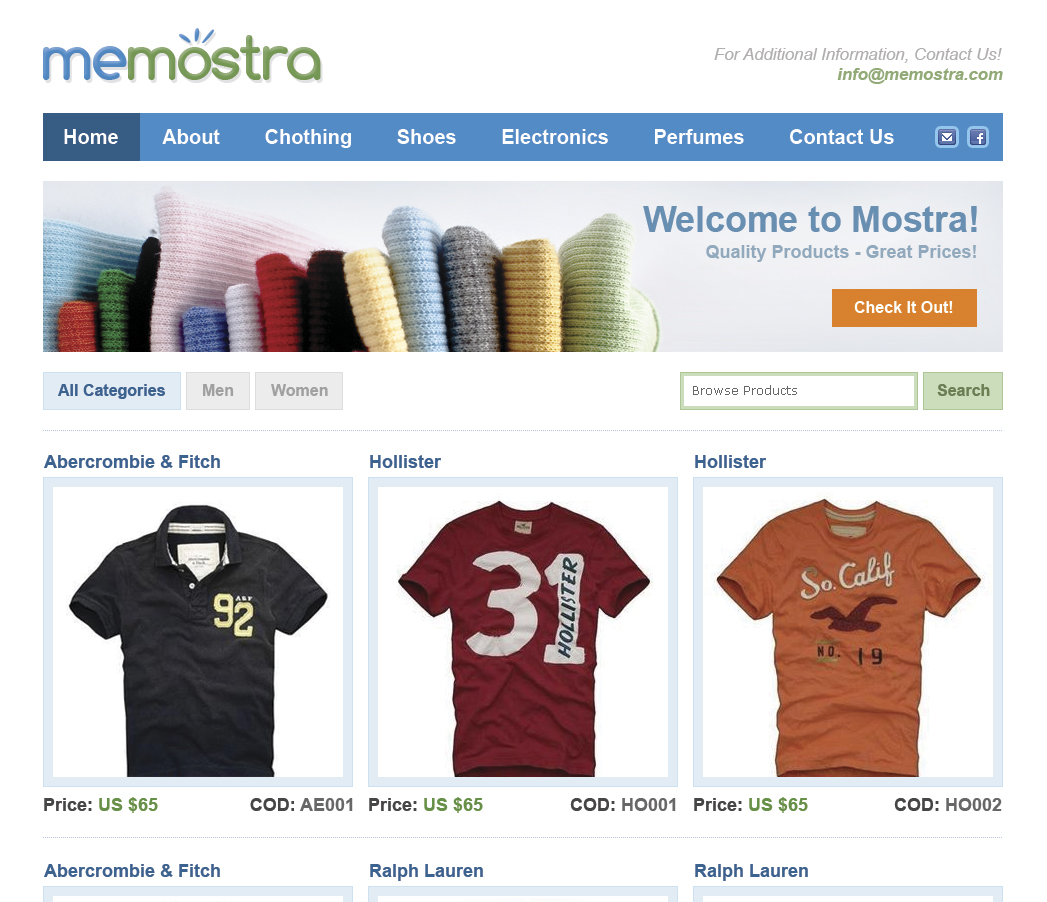 memostra
For Additional Information, Contact Us!
info@memostra.com
Home About Chothing Shoes Electronics Perfumes Contact Us
Welcome to Mostra!
Quality Products - Great Prices!
Check It Out!
All Categories Men Women Browse Products Search
Abercrombie & Fitch Hollister Hollister
A&F
92
31
HOLLISTER
So. Calif
NO. 19
Price: US $65 COD: AE001 Price: US $65 COD: HO001 Price: US $65 COD: HO002
Abercrombie & Fitch Ralph Lauren Ralph Lauren